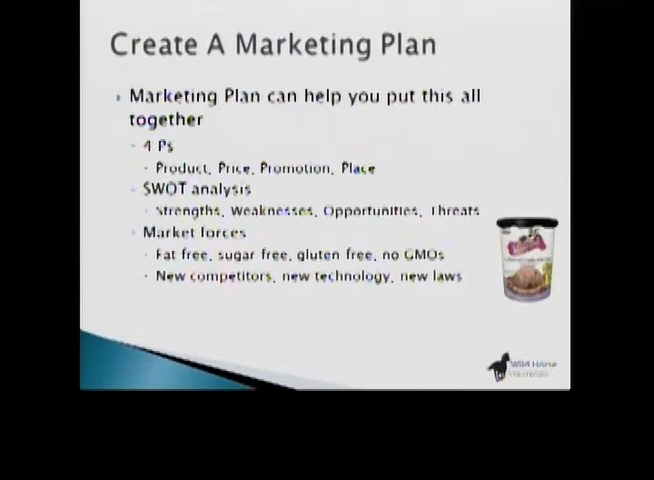 Create A Marketing Plan
Marketing Plan can help you put this all
together
4 Ps
Product, Price, Promotion, Place
SWOT analysis
Strengths, Weaknesses, Opportunities, Threats
Market forces
Fat free, sugar free, gluten free, no GMOs
New competitors, new technology, new laws
Wild Horse